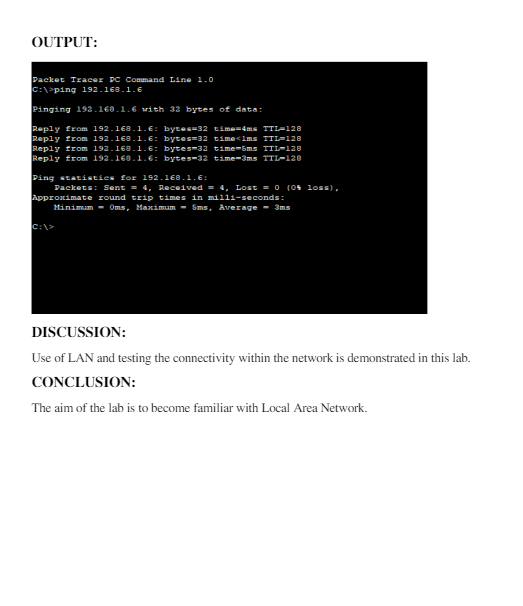 OUTPUT:
Packet Tracer PC Command Line 1.0
C:\>ping 192.168.1.6
Pinging 192.168.1.6 with 32 bytes of data:
Reply from 192.168.1.6: bytes=32 time=4ms TTL=128
Reply from 192.168.1.6: bytes=32 time<1ms TTL=128
Reply from 192.168.1.6: bytes=32 time=5ms TTL=128
Reply from 192.168.1.6: bytes=32 time=3ms TTL=128
Ping statistics for 192.168.1.6:
Packets: Sent = 4, Received = 4, Lost = 0 (0% loss),
Approximate round trip times in milli-seconds:
Minimum = 0ms, Maximum = 5ms, Average = 3ms
C:\>
DISCUSSION:
Use of LAN and testing the connectivity within the network is demonstrated in this lab.
CONCLUSION:
The aim of the lab is to become familiar with Local Area Network.